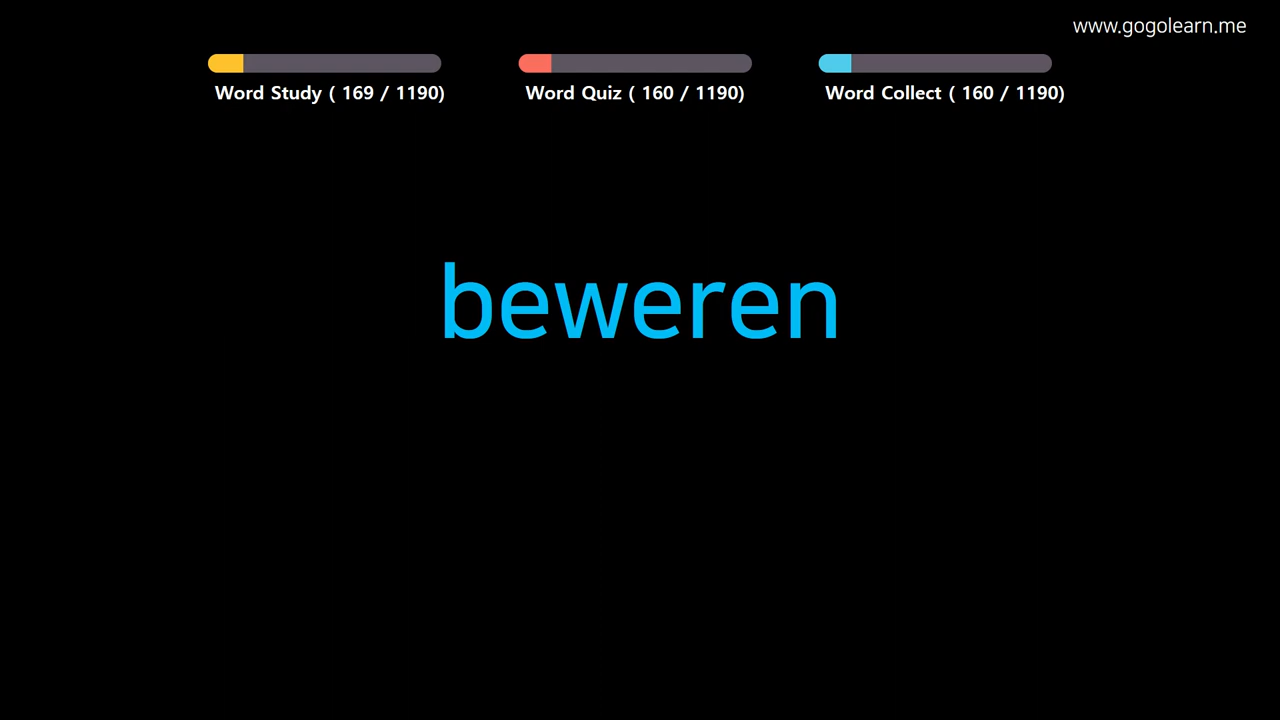 www.gogolearn.me
Word Study ( 169 / 1190)
Word Quiz ( 160 / 1190)
Word Collect ( 160 / 1190)
beweren